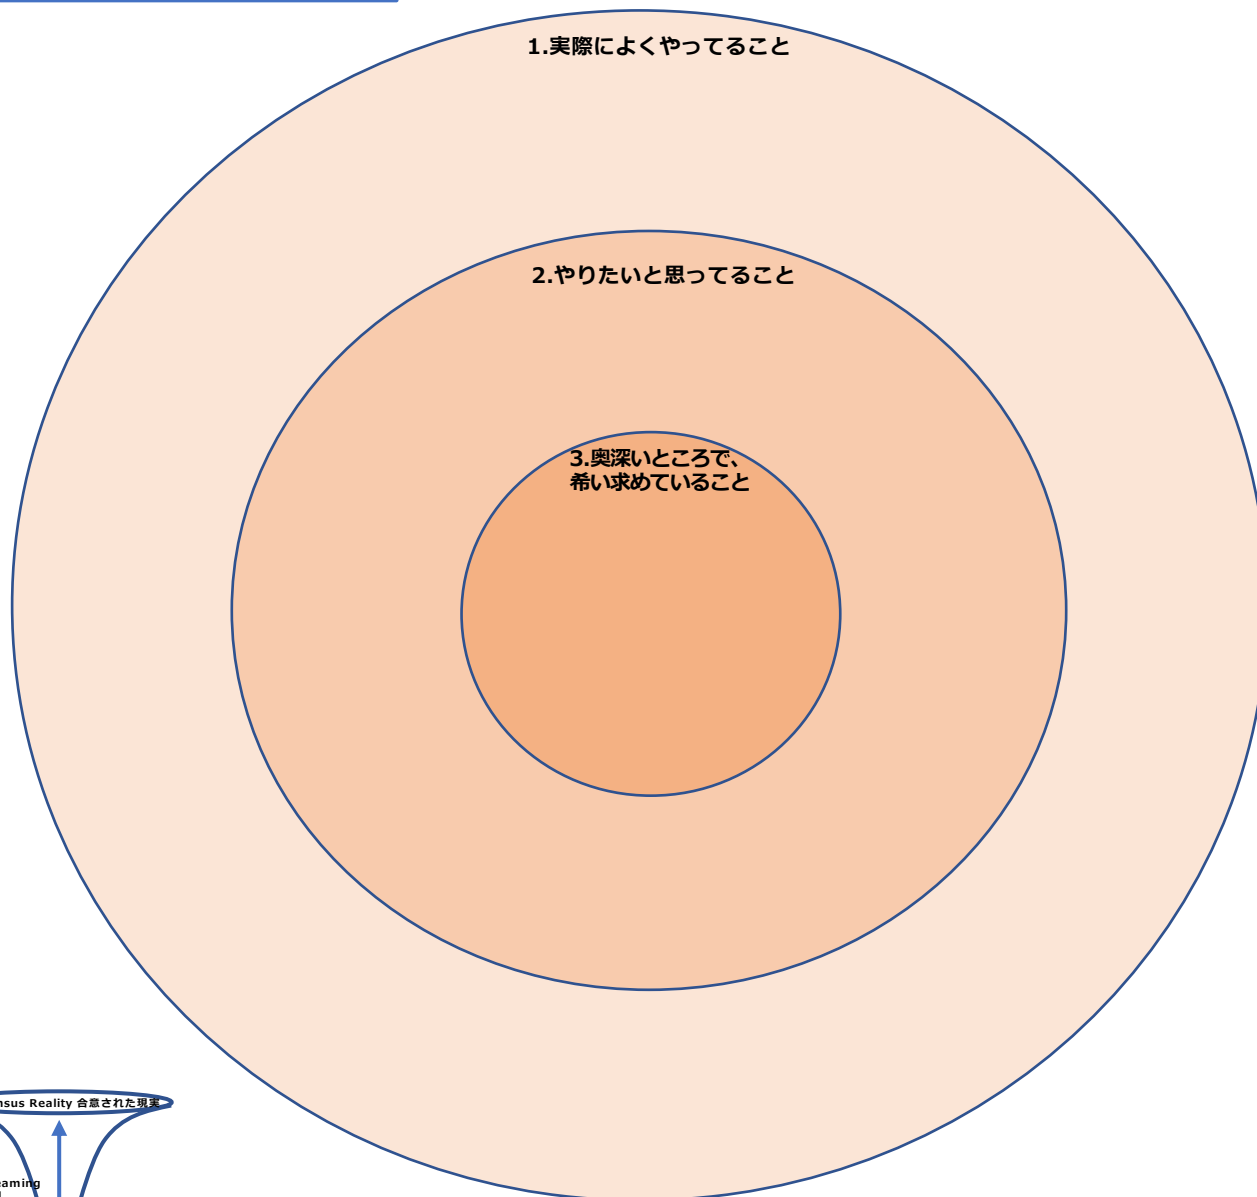 1.実際によくやってること
2.やりたいと思ってること
3.奥深いところで、
希い求めていること
nsus Reality 合意された現実
eaming